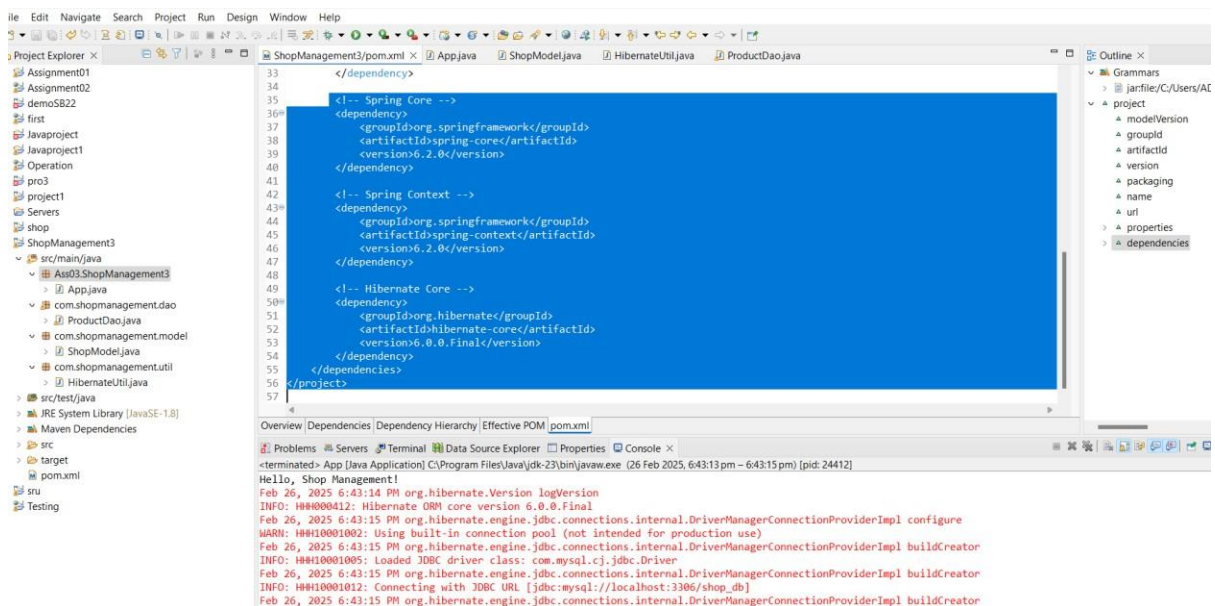 ile Edit Navigate Search Project Run Design Window Help
Project Explorer ×
Assignment01
Assignment02
demoSB22
first
Javaproject
Javaproject1
Operation
pro3
project1
Servers
shop
ShopManagement3
src/main/java
Ass03.ShopManagement3
App.java
com.shopmanagement.dao
ProductDao.java
com.shopmanagement.model
ShopModel.java
com.shopmanagement.util
HibernateUtil.java
src/test/java
JRE System Library [JavaSE-1.8]
Maven Dependencies
src
target
pom.xml
sru
Testing
ShopManagement3/pom.xml × App.java ShopModel.java HibernateUtil.java ProductDao.java
33 </dependency>
34
35 <!-- Spring Core -->
36 <dependency>
37 <groupId>org.springframework</groupId>
38 <artifactId>spring-core</artifactId>
39 <version>6.2.0</version>
40 </dependency>
41
42 <!-- Spring Context -->
43 <dependency>
44 <groupId>org.springframework</groupId>
45 <artifactId>spring-context</artifactId>
46 <version>6.2.0</version>
47 </dependency>
48
49 <!-- Hibernate Core -->
50 <dependency>
51 <groupId>org.hibernate</groupId>
52 <artifactId>hibernate-core</artifactId>
53 <version>6.0.0.Final</version>
54 </dependency>
55 </dependencies>
56 </project>
57
Overview Dependencies Dependency Hierarchy Effective POM pom.xml
Problems Servers Terminal Data Source Explorer Properties Console ×
<terminated> App [Java Application] C:\Program Files\Java\jdk-23\bin\javaw.exe (26 Feb 2025, 6:43:13 pm – 6:43:15 pm) [pid: 24412]
Hello, Shop Management!
Feb 26, 2025 6:43:14 PM org.hibernate.Version logVersion
INFO: HHH000412: Hibernate ORM core version 6.0.0.Final
Feb 26, 2025 6:43:15 PM org.hibernate.engine.jdbc.connections.internal.DriverManagerConnectionProviderImpl configure
WARN: HHH10001002: Using built-in connection pool (not intended for production use)
Feb 26, 2025 6:43:15 PM org.hibernate.engine.jdbc.connections.internal.DriverManagerConnectionProviderImpl buildCreator
INFO: HHH10001005: Loaded JDBC driver class: com.mysql.cj.jdbc.Driver
Feb 26, 2025 6:43:15 PM org.hibernate.engine.jdbc.connections.internal.DriverManagerConnectionProviderImpl buildCreator
INFO: HHH10001012: Connecting with JDBC URL [jdbc:mysql://localhost:3306/shop_db]
Feb 26, 2025 6:43:15 PM org.hibernate.engine.jdbc.connections.internal.DriverManagerConnectionProviderImpl buildCreator
Outline ×
Grammars
jar:file:/C:/Users/AD
project
modelVersion
groupId
artifactId
version
packaging
name
url
properties
dependencies